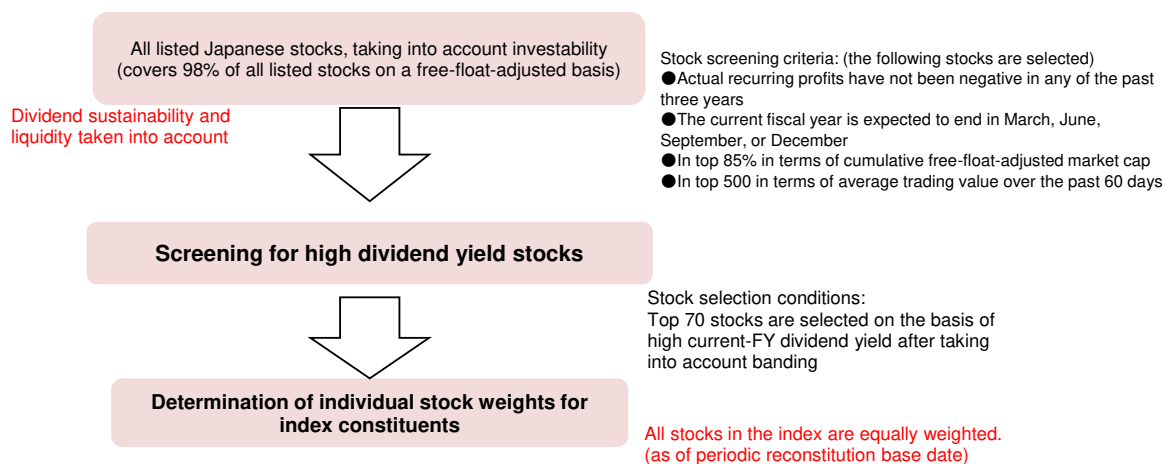 All listed Japanese stocks, taking into account investability
(covers 98% of all listed stocks on a free-float-adjusted basis)
Dividend sustainability and
liquidity taken into account
Stock screening criteria: (the following stocks are selected)
●Actual recurring profits have not been negative in any of the past
three years
●The current fiscal year is expected to end in March, June,
September, or December
●In top 85% in terms of cumulative free-float-adjusted market cap
●In top 500 in terms of average trading value over the past 60 days
Screening for high dividend yield stocks
Stock selection conditions:
Top 70 stocks are selected on the basis of
high current-FY dividend yield after taking
into account banding
Determination of individual stock weights for
index constituents
All stocks in the index are equally weighted.
(as of periodic reconstitution base date)